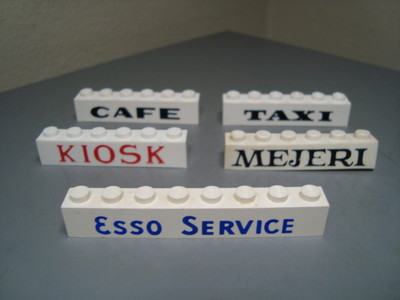 CAFE
TAXI
KIOSK
MEJERI
Esso Service